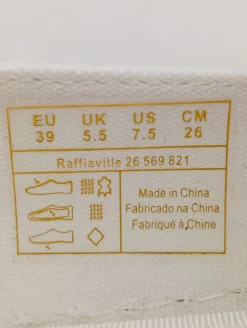 EU UK US CM
39 5.5 7.5 26
Raffiaville 26 569 821
Made in China
Fabricado na China
Fabriqué à Chine